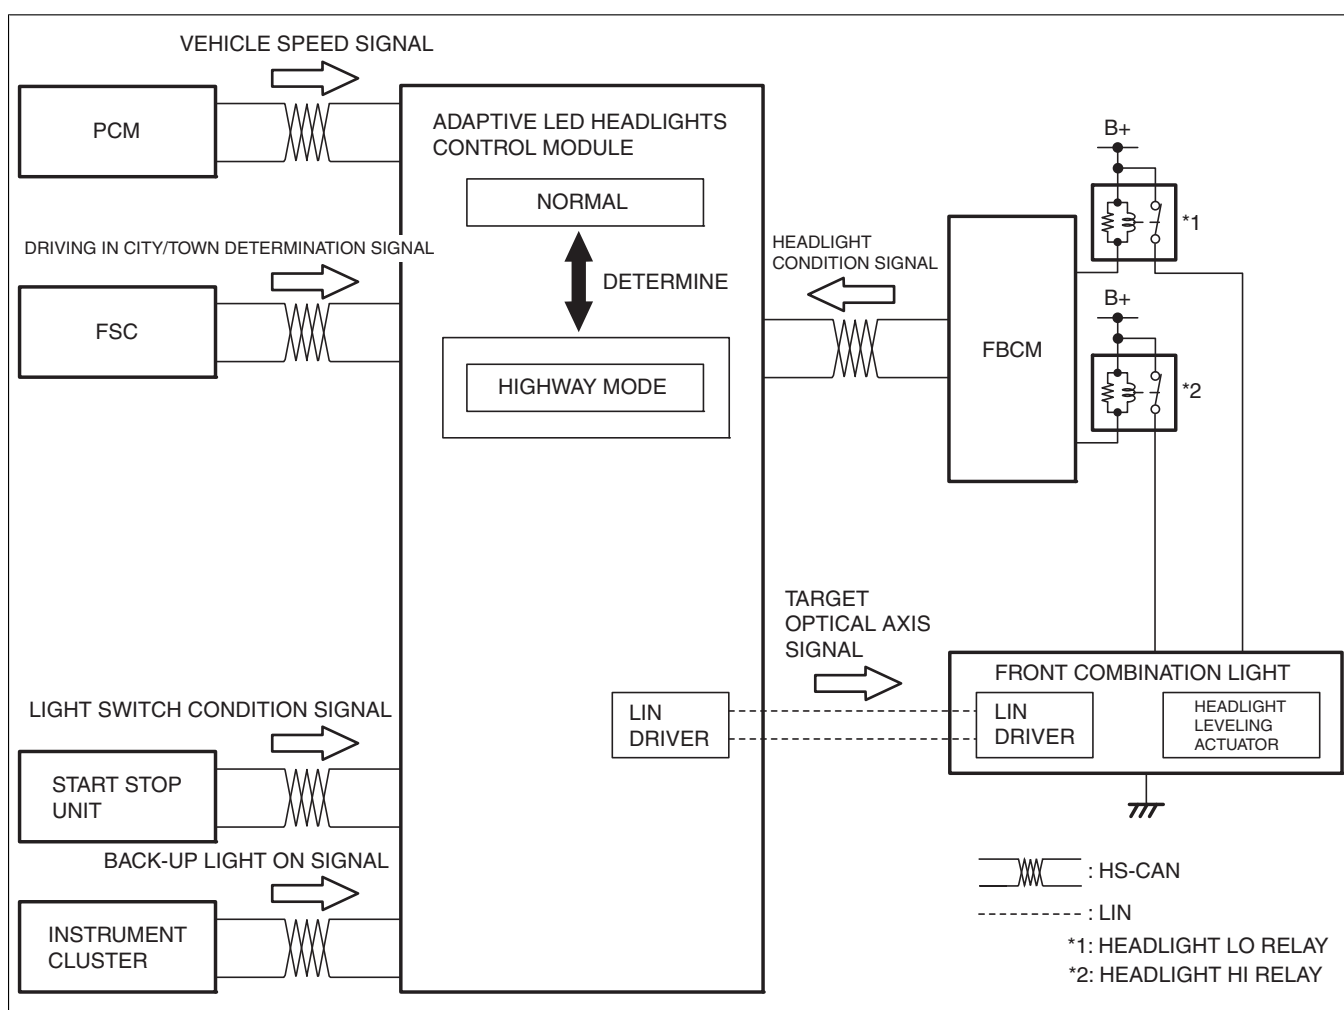 VEHICLE SPEED SIGNAL
PCM
ADAPTIVE LED HEADLIGHTS
CONTROL MODULE
NORMAL
DETERMINE
HIGHWAY MODE
DRIVING IN CITY/TOWN DETERMINATION SIGNAL
FSC
HEADLIGHT
CONDITION SIGNAL
FBCM
B+
*1
B+
*2
TARGET
OPTICAL AXIS
SIGNAL
LIGHT SWITCH CONDITION SIGNAL
START STOP
UNIT
BACK-UP LIGHT ON SIGNAL
INSTRUMENT
CLUSTER
LIN
DRIVER
FRONT COMBINATION LIGHT
LIN
DRIVER
HEADLIGHT
LEVELING
ACTUATOR
: HS-CAN
: LIN
*1: HEADLIGHT LO RELAY
*2: HEADLIGHT HI RELAY